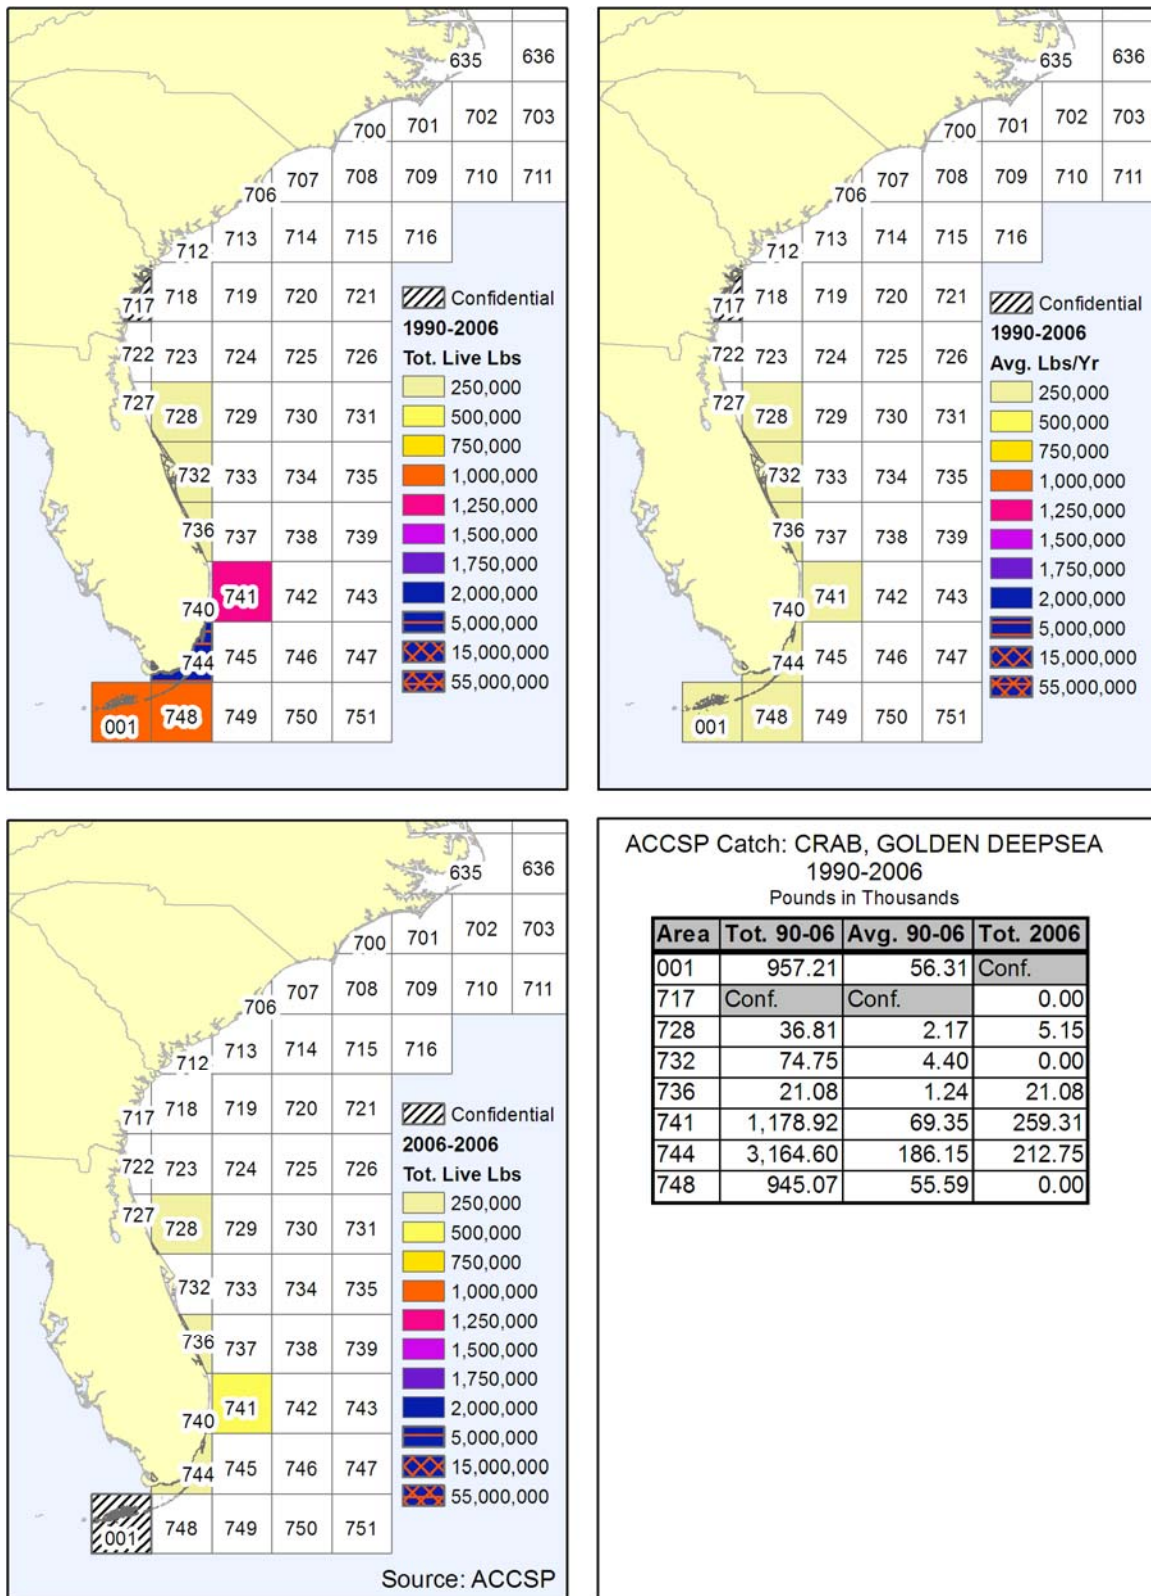 635 636
700 701 702 703
706 707 708 709 710 711
712 713 714 715 716
717 718 719 720 721
722 723 724 725 726
727 728 729 730 731
732 733 734 735
736 737 738 739
740 741 742 743
744 745 746 747
001 748 749 750 751
Confidential
1990-2006
Tot. Live Lbs
250,000
500,000
750,000
1,000,000
1,250,000
1,500,000
1,750,000
2,000,000
5,000,000
15,000,000
55,000,000
635 636
700 701 702 703
706 707 708 709 710 711
712 713 714 715 716
717 718 719 720 721
722 723 724 725 726
727 728 729 730 731
732 733 734 735
736 737 738 739
740 741 742 743
744 745 746 747
001 748 749 750 751
Confidential
1990-2006
Avg. Lbs/Yr
250,000
500,000
750,000
1,000,000
1,250,000
1,500,000
1,750,000
2,000,000
5,000,000
15,000,000
55,000,000
635 636
700 701 702 703
706 707 708 709 710 711
712 713 714 715 716
717 718 719 720 721
722 723 724 725 726
727 728 729 730 731
732 733 734 735
736 737 738 739
740 741 742 743
744 745 746 747
001 748 749 750 751
Confidential
2006-2006
Tot. Live Lbs
250,000
500,000
750,000
1,000,000
1,250,000
1,500,000
1,750,000
2,000,000
5,000,000
15,000,000
55,000,000
Source: ACCSP
ACCSP Catch: CRAB, GOLDEN DEEPSEA
1990-2006
Pounds in Thousands
Area Tot. 90-06 Avg. 90-06 Tot. 2006
001 957.21 56.31 Conf.
717 Conf. Conf. 0.00
728 36.81 2.17 5.15
732 74.75 4.40 0.00
736 21.08 1.24 21.08
741 1,178.92 69.35 259.31
744 3,164.60 186.15 212.75
748 945.07 55.59 0.00